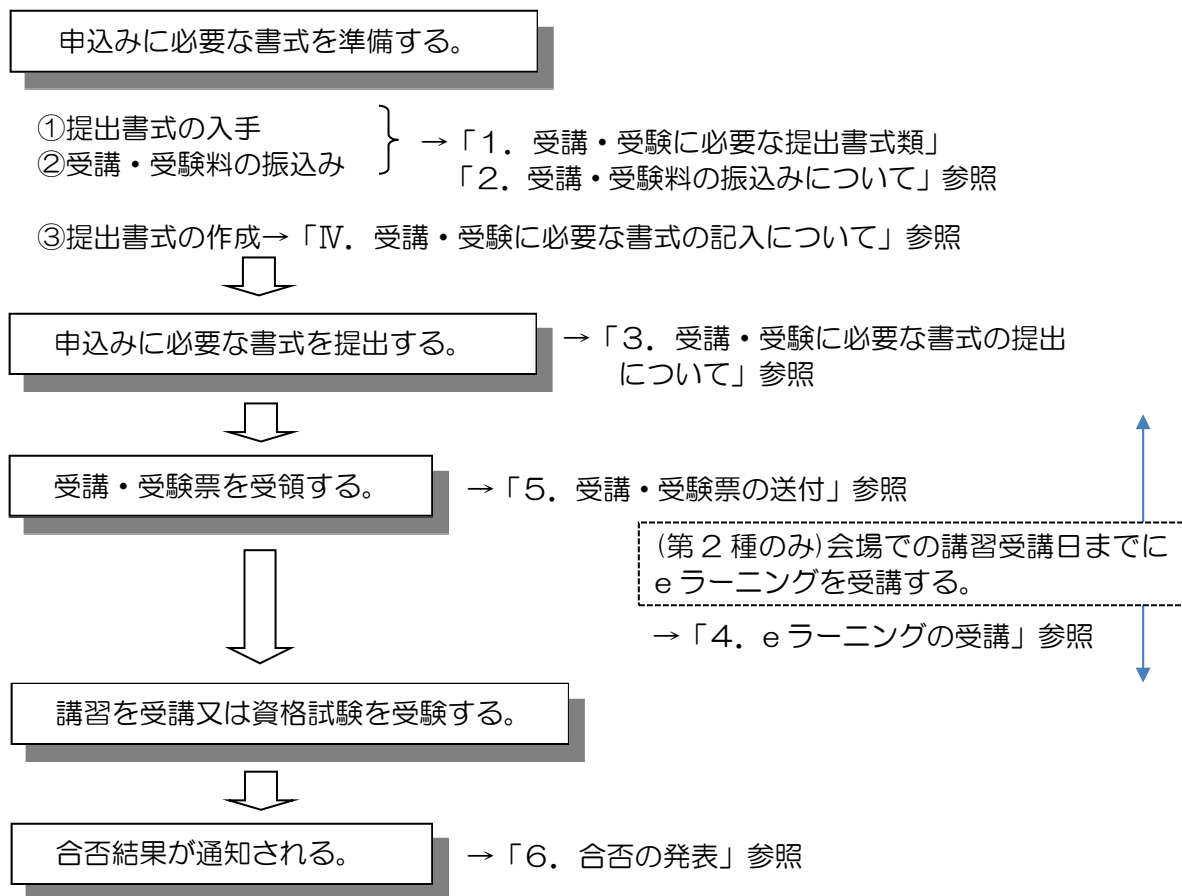 申込みに必要な書式を準備する。
①提出書式の入手
②受講・受験料の振込み
→「１．受講・受験に必要な提出書式類」
「２．受講・受験料の振込みについて」参照
③提出書式の作成→「Ⅳ．受講・受験に必要な書式の記入について」参照
申込みに必要な書式を提出する。
→「３．受講・受験に必要な書式の提出
について」参照
受講・受験票を受領する。
→「５．受講・受験票の送付」参照
(第２種のみ)会場での講習受講日までに
ｅラーニングを受講する。
→「４．ｅラーニングの受講」参照
講習を受講又は資格試験を受験する。
合否結果が通知される。
→「６．合否の発表」参照